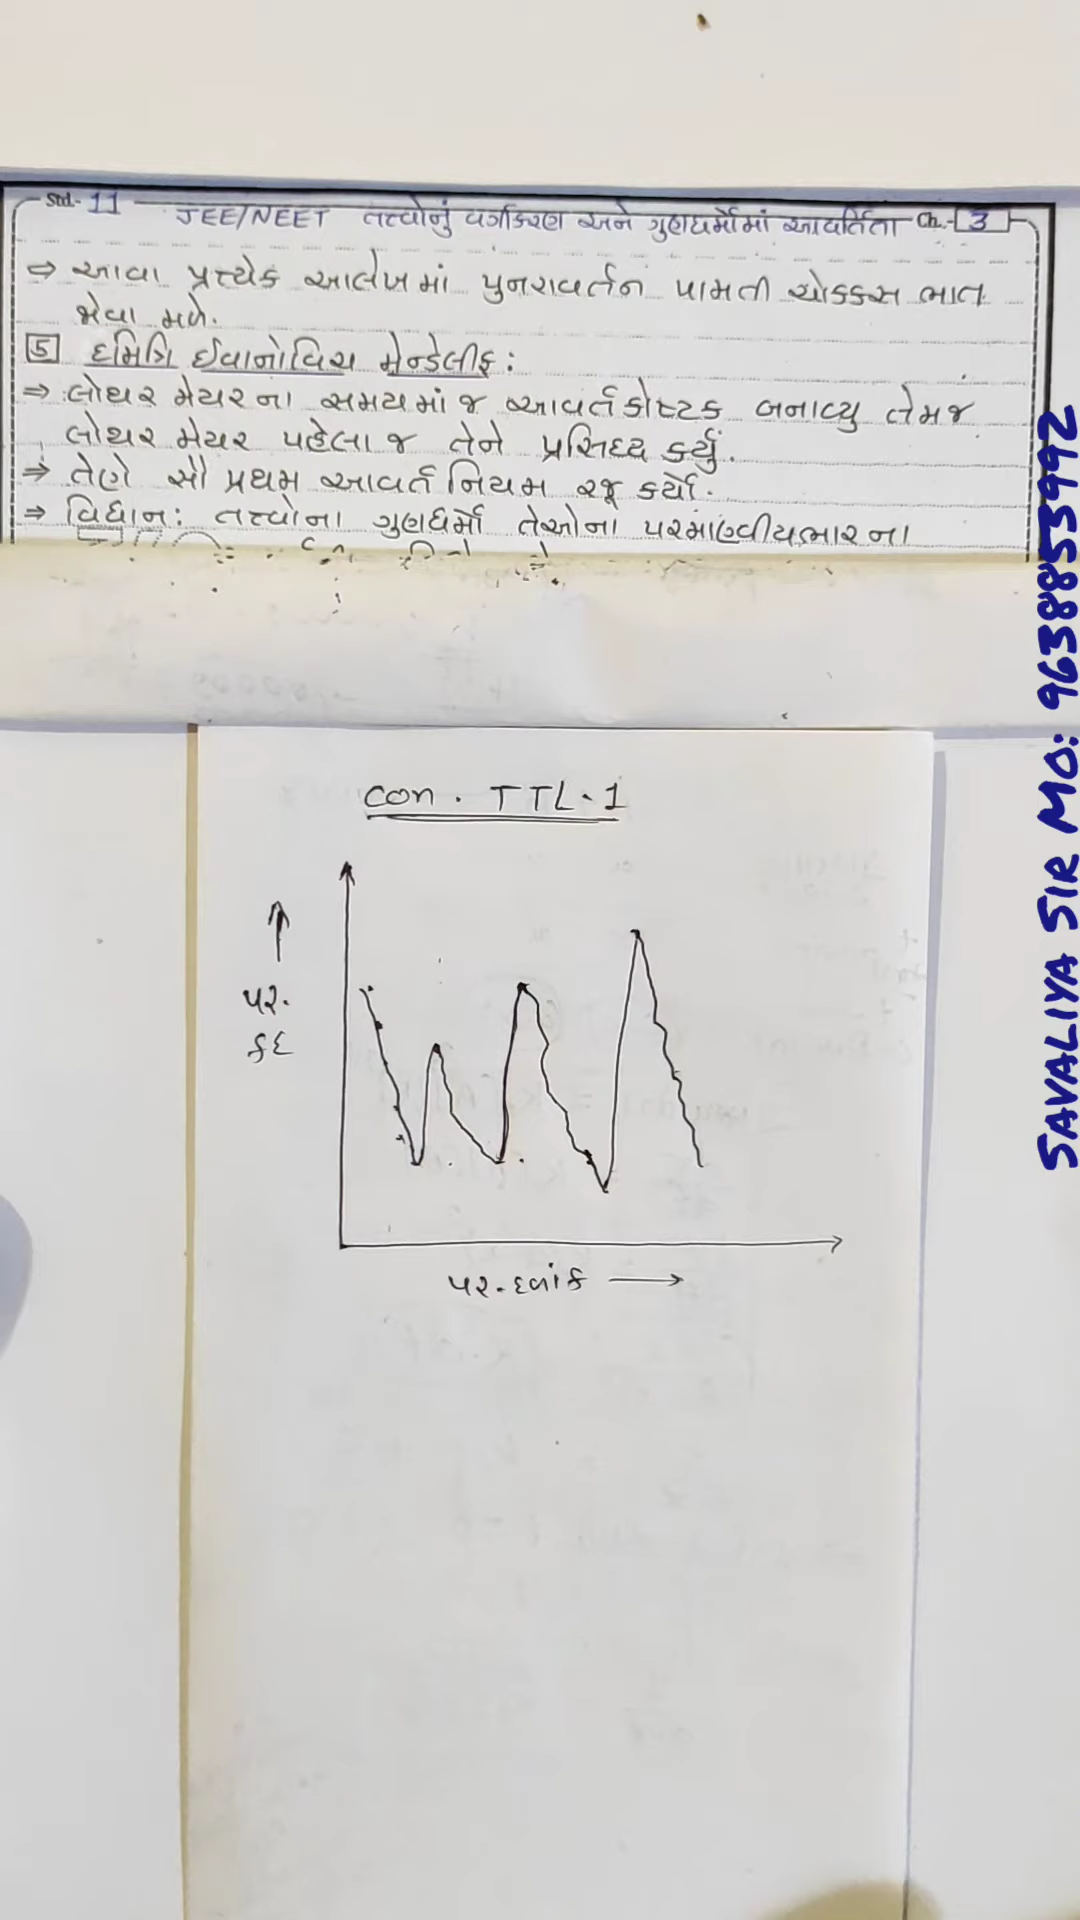 Std.- 11 JEE/NEET તત્ત્વોનું વર્ગીકરણ અને ગુણધર્મોમાં આવર્તિતા Ch.- 3
⇒ આવા પ્રત્યેક આલેખમાં પુનરાવર્તન પામતી ચોક્કસ ભાત
જોવા મળે.
5 દમિત્રિ ઈવાનોવિચ મેન્ડેલીફ :
⇒ લોથર મેયરના સમયમાં જ આવર્તકોષ્ટક બનાવ્યુ તેમજ
લોથર મેયર પહેલા જ તેને પ્રસિદ્ધ કર્યું.
⇒ તેણે સૌ પ્રથમ આવર્ત નિયમ રજૂ કર્યો.
⇒ વિધાન: તત્ત્વોના ગુણધર્મો તેઓના પરમાણ્વીયભારના
con. TTL-1
પર.
કદ
પર.ક્રમાંક
SAVALIYA SIR MO: 9638853992